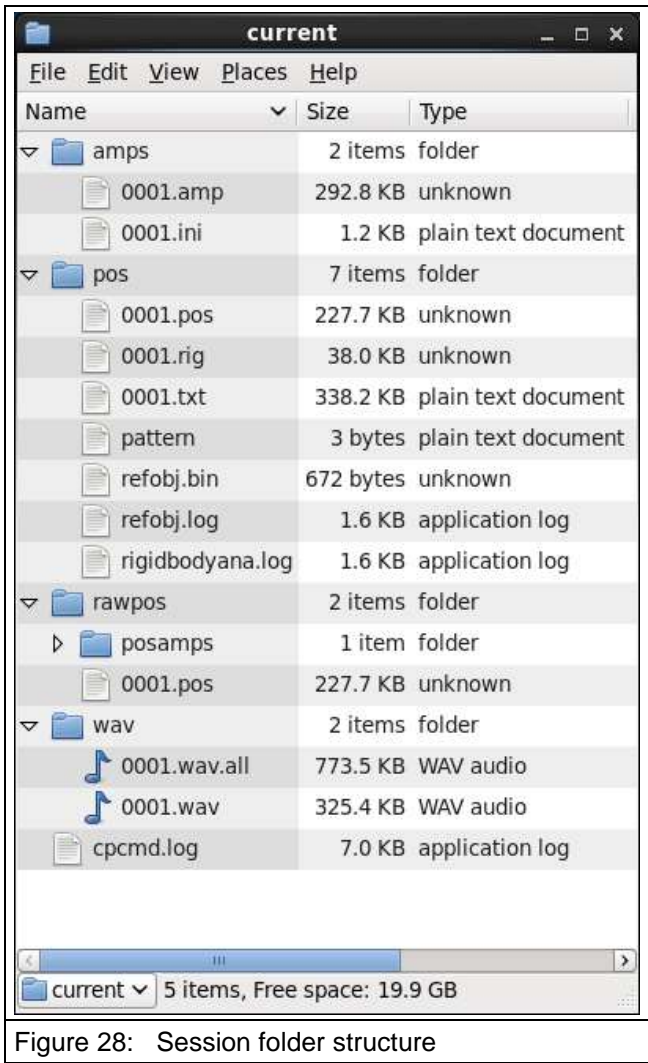 current
File Edit View Places Help
Name Size Type
amps 2 items folder
0001.amp 292.8 KB unknown
0001.ini 1.2 KB plain text document
pos 7 items folder
0001.pos 227.7 KB unknown
0001.rig 38.0 KB unknown
0001.txt 338.2 KB plain text document
pattern 3 bytes plain text document
refobj.bin 672 bytes unknown
refobj.log 1.6 KB application log
rigidbodyana.log 1.6 KB application log
rawpos 2 items folder
posamps 1 item folder
0001.pos 227.7 KB unknown
wav 2 items folder
0001.wav.all 773.5 KB WAV audio
0001.wav 325.4 KB WAV audio
cpcmd.log 7.0 KB application log
current 5 items, Free space: 19.9 GB
Figure 28: Session folder structure